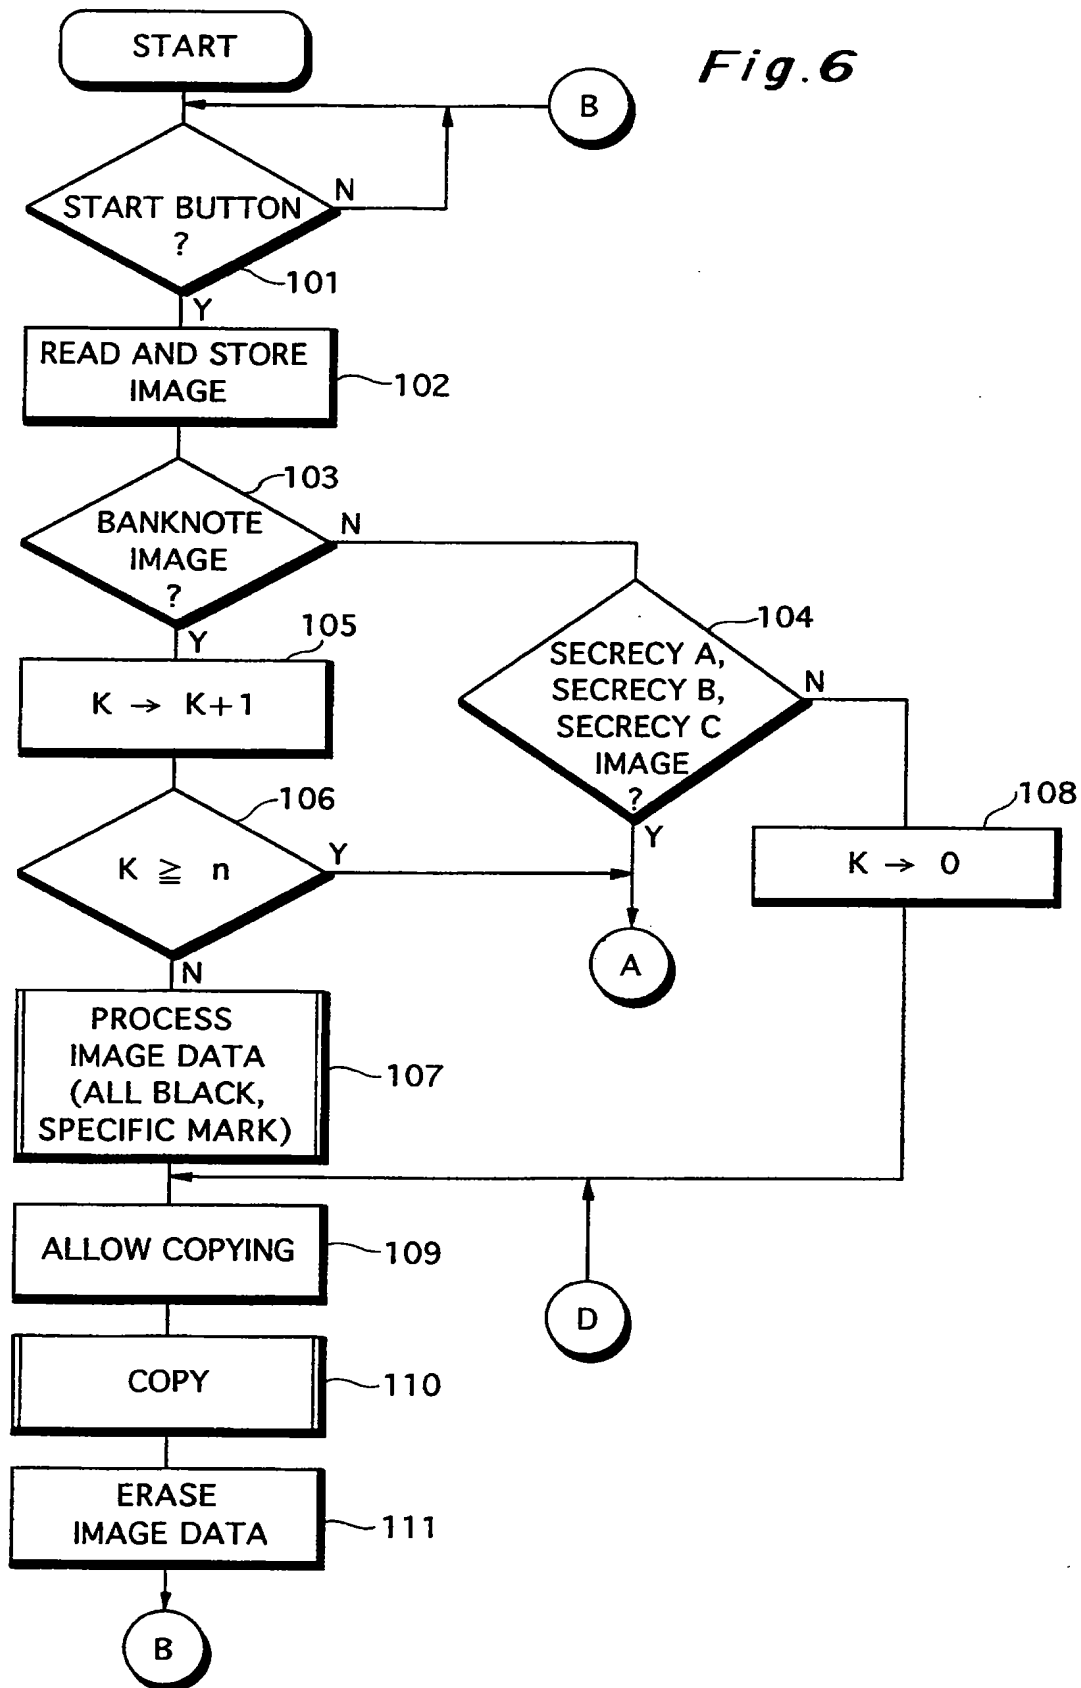 START
Fig.6
B
START BUTTON
?
N
101
Y
READ AND STORE
IMAGE
102
103
BANKNOTE
IMAGE
?
N
Y
105
K → K+1
104
SECRECY A,
SECRECY B,
SECRECY C
IMAGE
?
N
Y
106
K ≧ n
Y
N
108
K → 0
A
PROCESS
IMAGE DATA
(ALL BLACK,
SPECIFIC MARK)
107
ALLOW COPYING
109
D
COPY
110
ERASE
IMAGE DATA
111
B